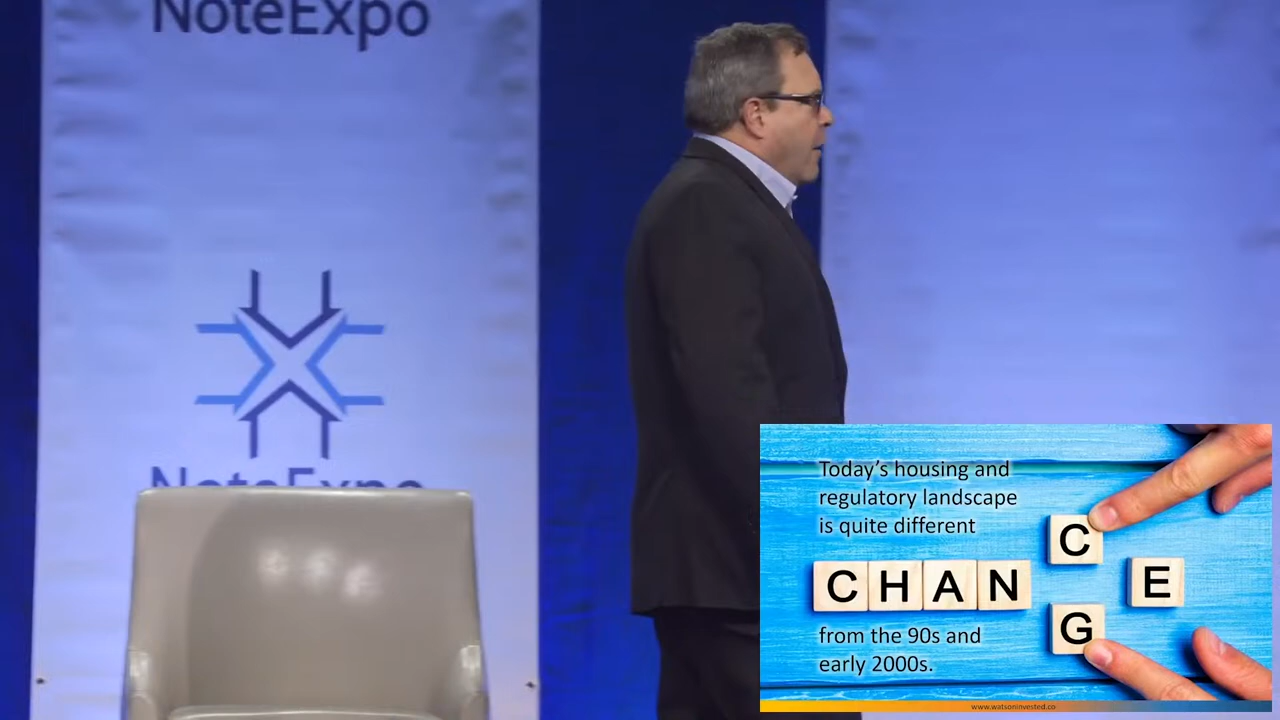 NoteExpo
NoteExpo
Today's housing and
regulatory landscape
is quite different
C
CHAN E
G
from the 90s and
early 2000s.
www.watsoninvested.co